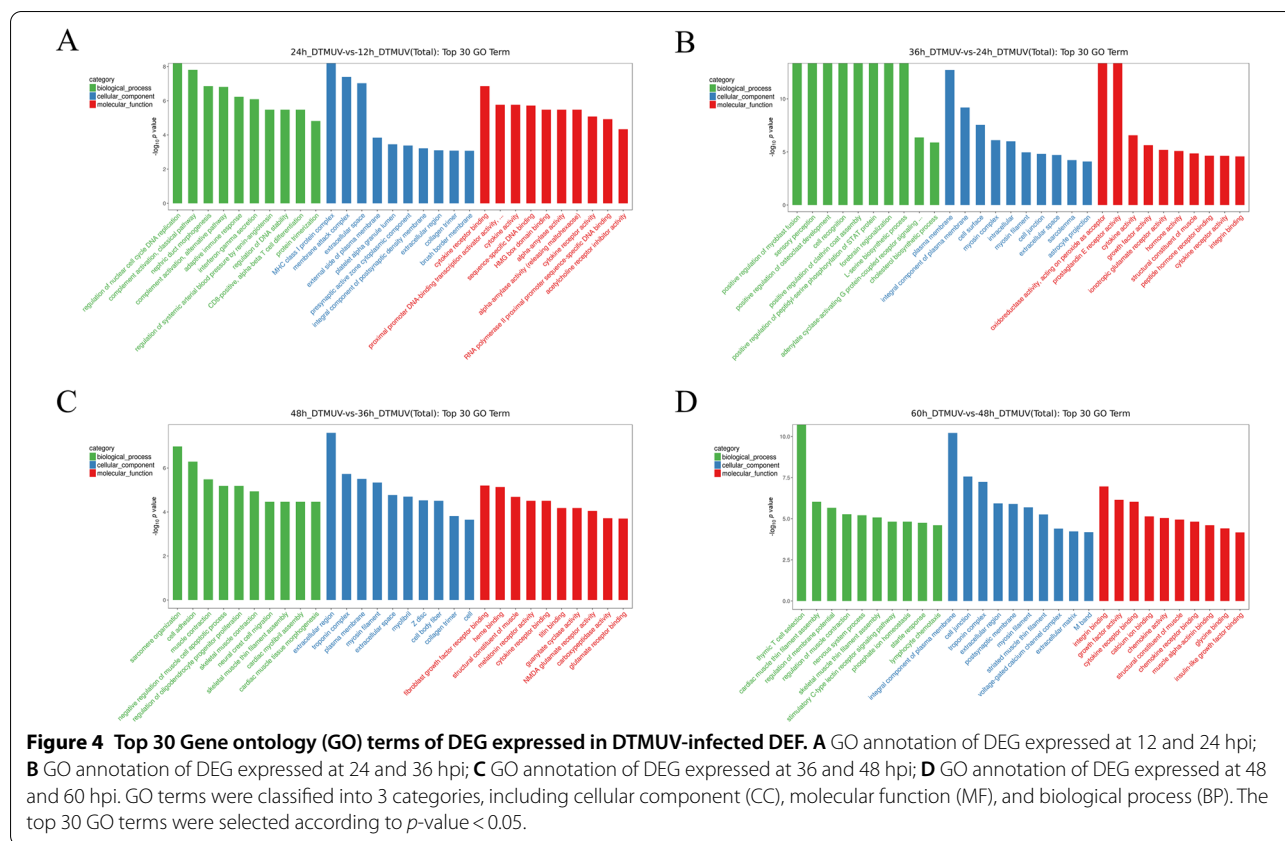 A
24h_DTMUV-vs-12h_DTMUV(Total): Top 30 GO Term
category
biological_process
cellular_component
molecular_function
-log10 p value
8
6
4
2
0
regulation of nuclear cell cycle DNA replication
complement activation, classical pathway
nephric duct morphogenesis
complement activation, alternative pathway
adaptive immune response
interferon-gamma secretion
regulation of systemic arterial blood pressure by renin-angiotensin
regulation of DNA stability
CD8-positive, alpha-beta T cell differentiation
protein trimerization
MHC class I protein complex
membrane attack complex
extracellular space
external side of plasma membrane
platelet alpha granule lumen
presynaptic active zone cytoplasmic component
integral component of postsynaptic density membrane
extracellular region
collagen trimer
brush border membrane
cytokine receptor binding
proximal promoter DNA-binding transcription activator activity, ...
cytokine activity
sequence-specific DNA binding
HMG box domain binding
alpha-amylase activity
alpha-amylase activity (releasing maltohexaose)
cytokine receptor activity
RNA polymerase II proximal promoter sequence-specific DNA binding
acetylcholine receptor inhibitor activity
B
36h_DTMUV-vs-24h_DTMUV(Total): Top 30 GO Term
category
biological_process
cellular_component
molecular_function
-log10 p value
10
5
0
positive regulation of myoblast fusion
sensory perception
positive regulation of osteoblast development
cell recognition
positive regulation of clathrin coat assembly
positive regulation of peptidyl-serine phosphorylation of STAT protein
forebrain regionalization
L-serine biosynthetic process
adenylate cyclase-activating G protein-coupled receptor signaling...
cholesterol biosynthetic process
plasma membrane
integral component of plasma membrane
cell surface
myosin complex
intracellular
myosin filament
cell junction
extracellular space
sarcolemma
astrocyte projection
oxidoreductase activity, acting on peroxide as acceptor
prostaglandin E receptor activity
cytokine activity
growth factor activity
ionotropic glutamate receptor activity
hormone activity
structural constituent of muscle
peptide hormone receptor binding
cytokine receptor activity
integrin binding
C
48h_DTMUV-vs-36h_DTMUV(Total): Top 30 GO Term
category
biological_process
cellular_component
molecular_function
-log10 p value
6
4
2
0
sarcomere organization
cell adhesion
muscle contraction
negative regulation of muscle cell apoptotic process
regulation of oligodendrocyte progenitor proliferation
skeletal muscle contraction
neural crest cell migration
skeletal muscle thin filament assembly
cardiac myofibril assembly
cardiac muscle tissue morphogenesis
extracellular region
troponin complex
plasma membrane
myosin filament
extracellular space
myofibril
Z disc
cell body fiber
collagen trimer
cell
fibroblast growth factor receptor binding
heme binding
structural constituent of muscle
melatonin receptor activity
cytokine receptor binding
titin binding
guanylate cyclase activity
NMDA glutamate receptor activity
carboxypeptidase activity
glutamate receptor binding
D
60h_DTMUV-vs-48h_DTMUV(Total): Top 30 GO Term
category
biological_process
cellular_component
molecular_function
-log10 p value
10.0
7.5
5.0
2.5
0.0
thymic T cell selection
cardiac muscle thin filament assembly
regulation of membrane potential
regulation of muscle contraction
nervous system process
skeletal muscle thin filament assembly
stimulatory C-type lectin receptor signaling pathway
phosphate ion homeostasis
startle response
lymphocyte chemotaxis
integral component of plasma membrane
cell junction
troponin complex
extracellular region
postsynaptic membrane
myosin filament
striated muscle thin filament
voltage-gated calcium channel complex
extracellular matrix
M band
integrin binding
growth factor activity
cytokine receptor binding
calcium ion binding
chemokine activity
structural constituent of muscle
chemokine receptor binding
muscle alpha-actinin binding
glycine binding
insulin-like growth factor binding
Figure 4 Top 30 Gene ontology (GO) terms of DEG expressed in DTMUV-infected DEF. A GO annotation of DEG expressed at 12 and 24 hpi;
B GO annotation of DEG expressed at 24 and 36 hpi; C GO annotation of DEG expressed at 36 and 48 hpi; D GO annotation of DEG expressed at 48
and 60 hpi. GO terms were classified into 3 categories, including cellular component (CC), molecular function (MF), and biological process (BP). The
top 30 GO terms were selected according to p-value < 0.05.